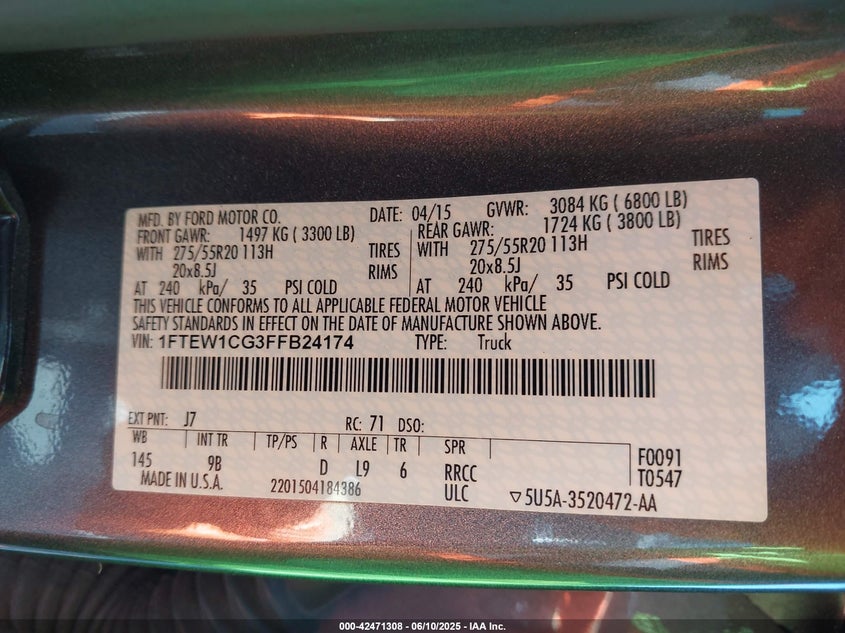 MFD. BY FORD MOTOR CO. DATE: 04/15 GVWR: 3084 KG ( 6800 LB)
FRONT GAWR: 1497 KG ( 3300 LB) REAR GAWR: 1724 KG ( 3800 LB)
WITH 275/55R20 113H TIRES WITH 275/55R20 113H TIRES
20x8.5J RIMS 20x8.5J RIMS
AT 240 kPa/ 35 PSI COLD AT 240 kPa/ 35 PSI COLD
THIS VEHICLE CONFORMS TO ALL APPLICABLE FEDERAL MOTOR VEHICLE
SAFETY STANDARDS IN EFFECT ON THE DATE OF MANUFACTURE SHOWN ABOVE.
VIN: 1FTEW1CG3FFB24174 TYPE: Truck
EXT PNT: J7 RC: 71 DSO:
WB INT TR TP/PS R AXLE TR SPR F0091
145 9B D L9 6 RRCC T0547
MADE IN U.S.A. 2201504184386 ULC ▽5U5A-3520472-AA
000-42471308 - 06/10/2025 - IAA Inc.